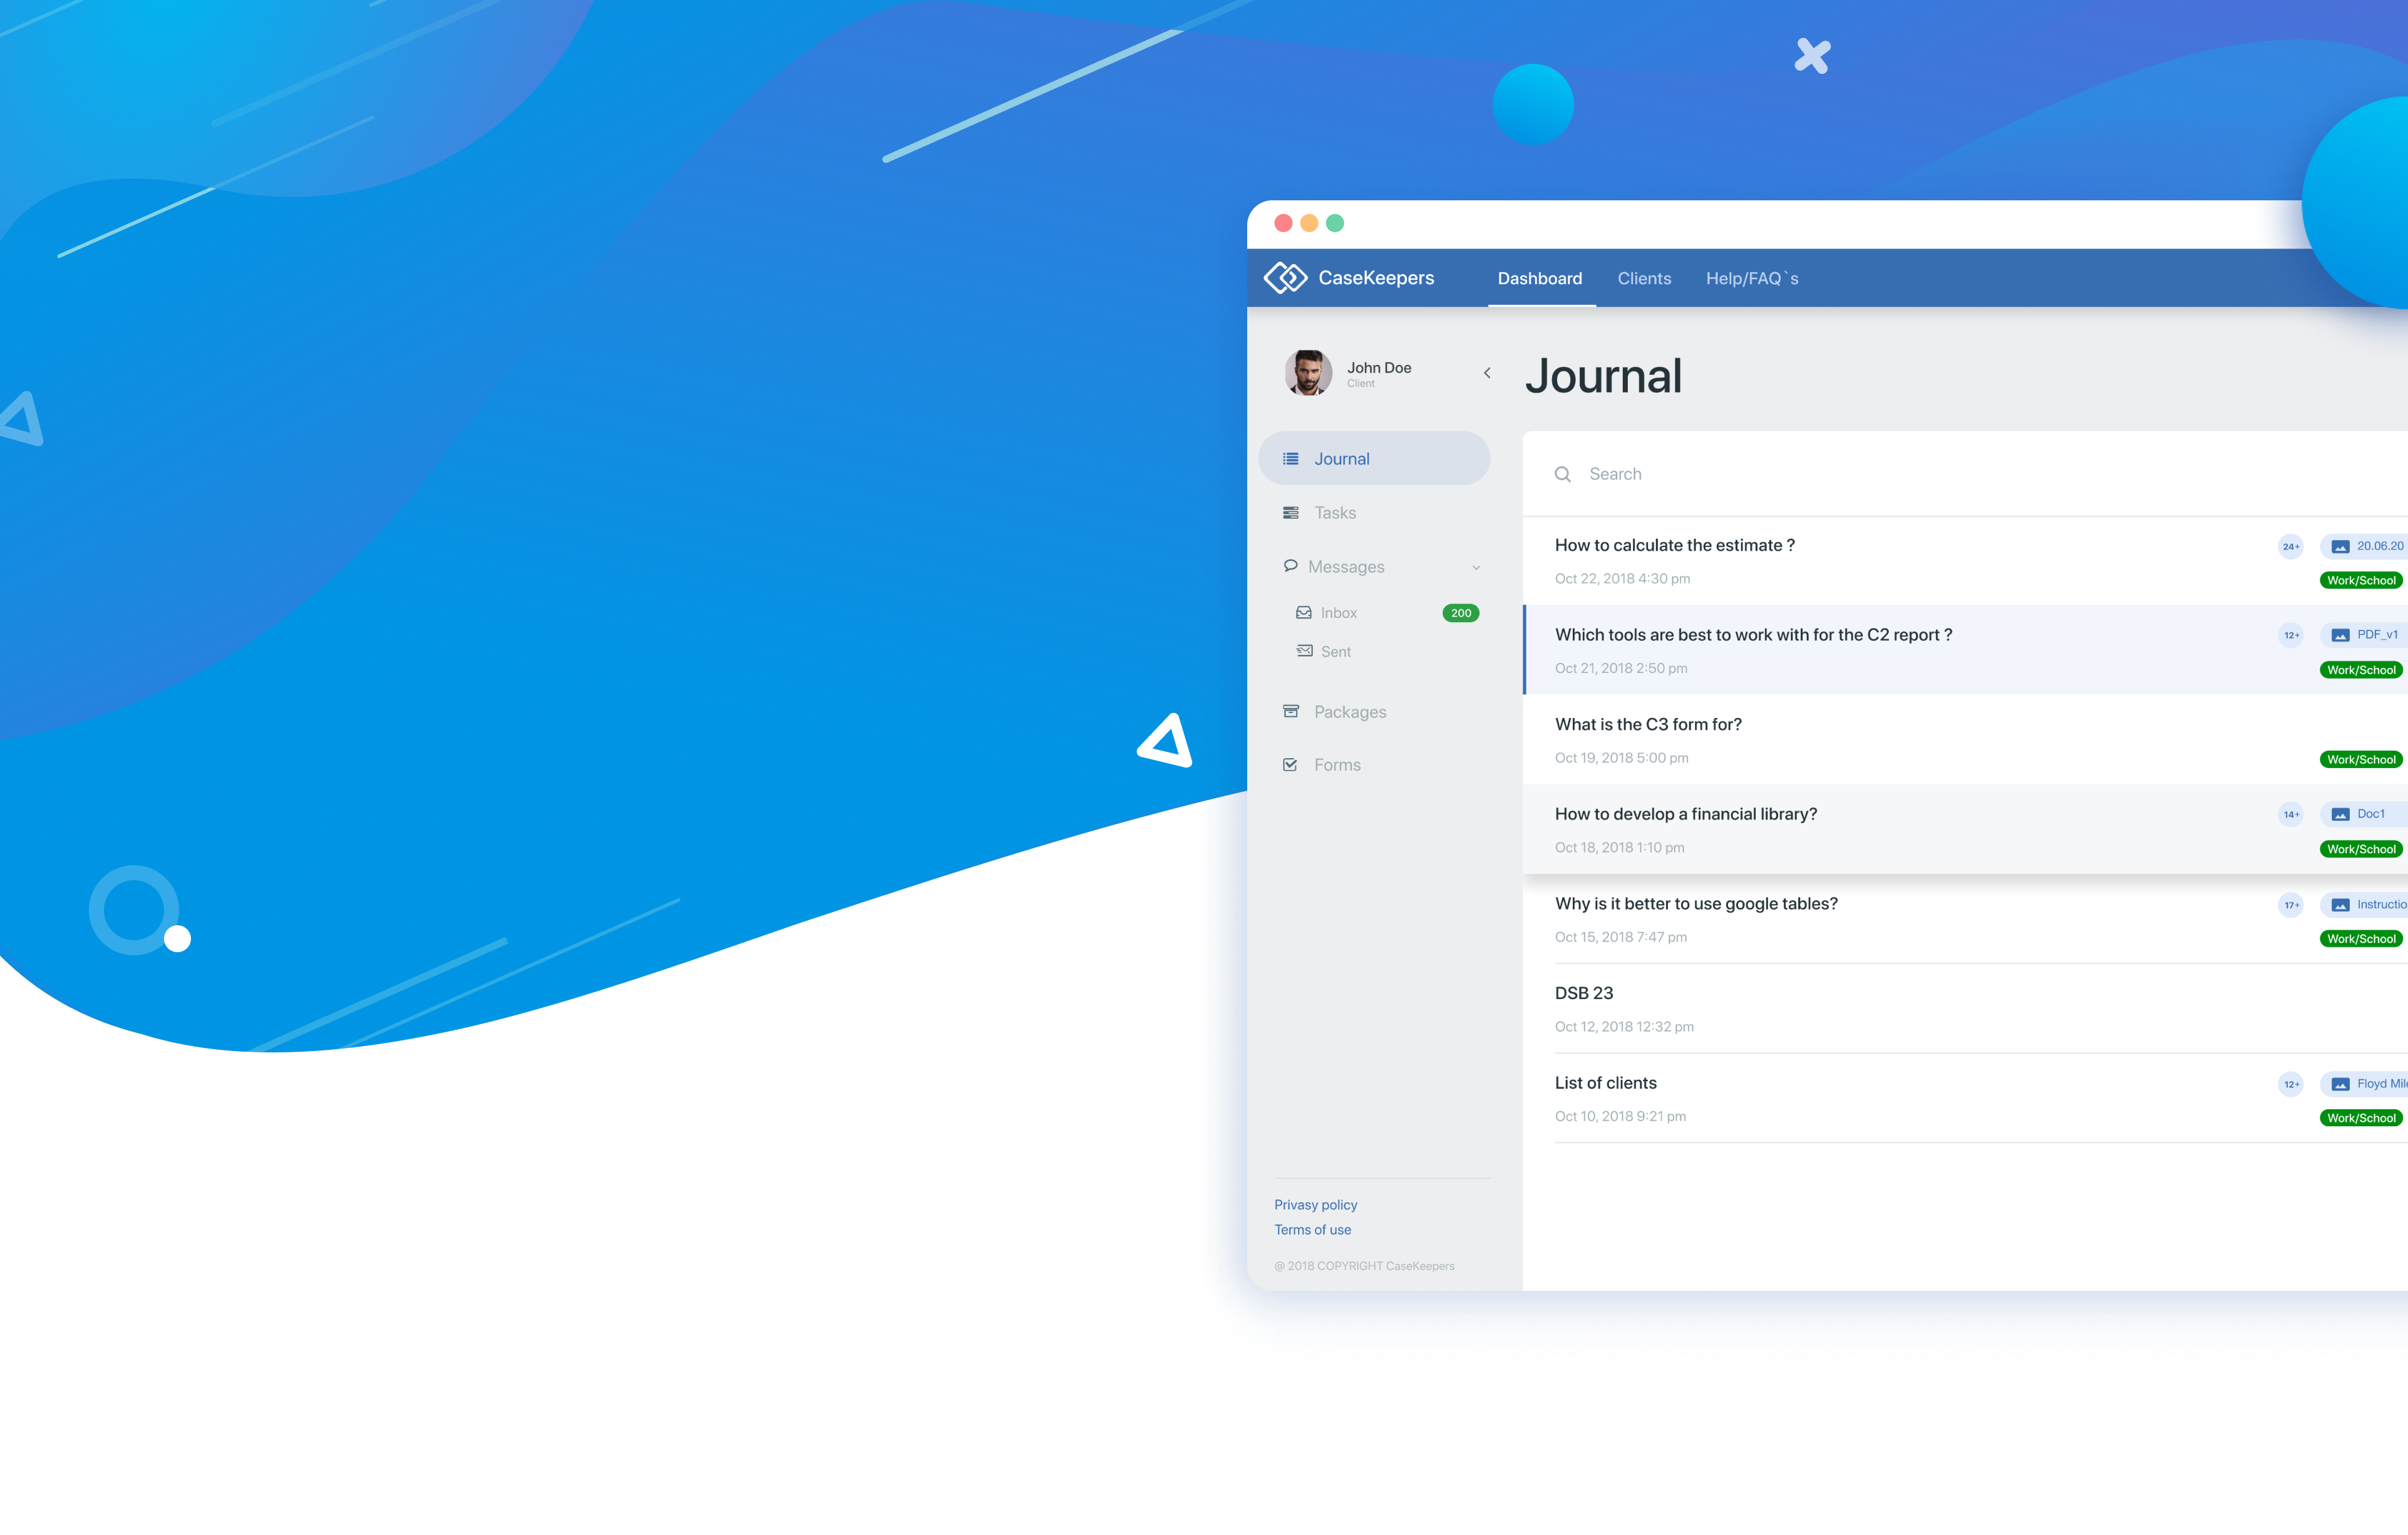 CaseKeepers
Dashboard
Clients
Help/FAQ`s
John Doe
Client
Journal
Journal
Tasks
Messages
Inbox
200
Sent
Packages
Forms
Privasy policy
Terms of use
@ 2018 COPYRIGHT CaseKeepers
Search
How to calculate the estimate ?
24+
20.06.20
Oct 22, 2018 4:30 pm
Work/School
Which tools are best to work with for the C2 report ?
12+
PDF_v1
Oct 21, 2018 2:50 pm
Work/School
What is the C3 form for?
Oct 19, 2018 5:00 pm
Work/School
How to develop a financial library?
14+
Doc1
Oct 18, 2018 1:10 pm
Work/School
Why is it better to use google tables?
17+
Instructio
Oct 15, 2018 7:47 pm
Work/School
DSB 23
Oct 12, 2018 12:32 pm
List of clients
12+
Floyd Mil
Oct 10, 2018 9:21 pm
Work/School